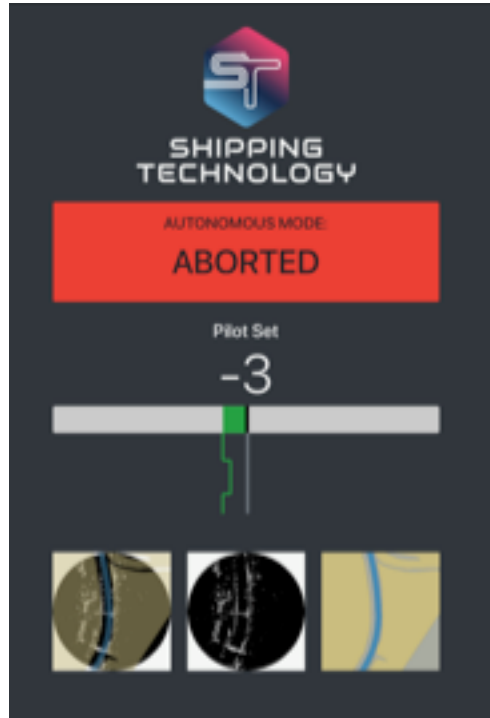 ST
SHIPPING
TECHNOLOGY
AUTONOMOUS MODE:
ABORTED
Pilot Set
-3